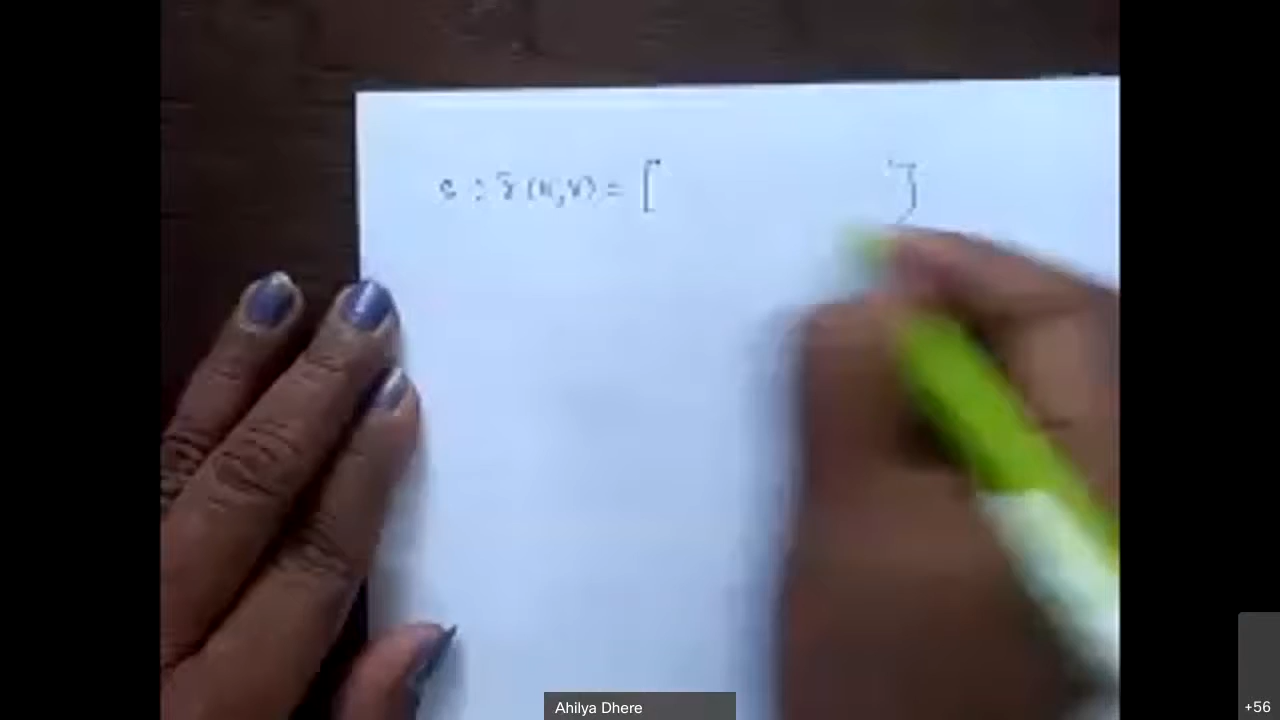 S : r̄ (u,v) = [ ]
Ahilya Dhere
+56